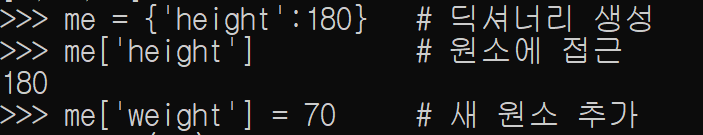 >>> me = {'height':180}   # 딕셔너리 생성
>>> me['height']          # 원소에 접근
180
>>> me['weight'] = 70     # 새 원소 추가